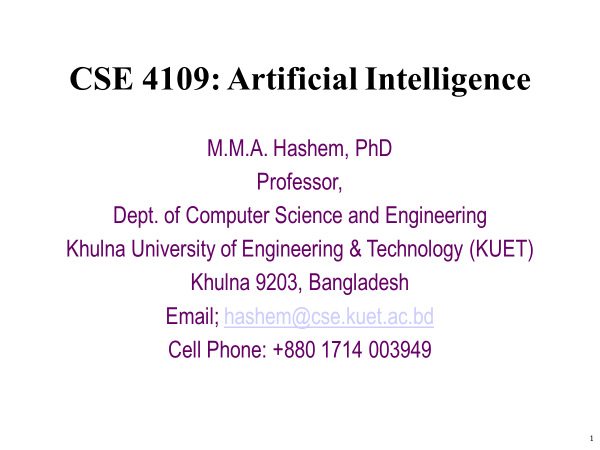 CSE 4109: Artificial Intelligence
M.M.A. Hashem, PhD
Professor,
Dept. of Computer Science and Engineering
Khulna University of Engineering & Technology (KUET)
Khulna 9203, Bangladesh
Email; hashem@cse.kuet.ac.bd
Cell Phone: +880 1714 003949
1